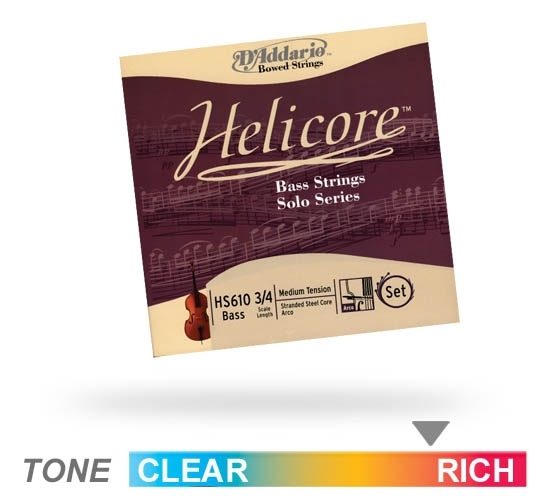 D'Addario
Bowed Strings
Helicore™
Bass Strings
Solo Series
HS610 3/4
Bass
Scale
Length
Medium Tension
Stranded Steel Core
Arco
Arco
Set
TONE CLEAR RICH